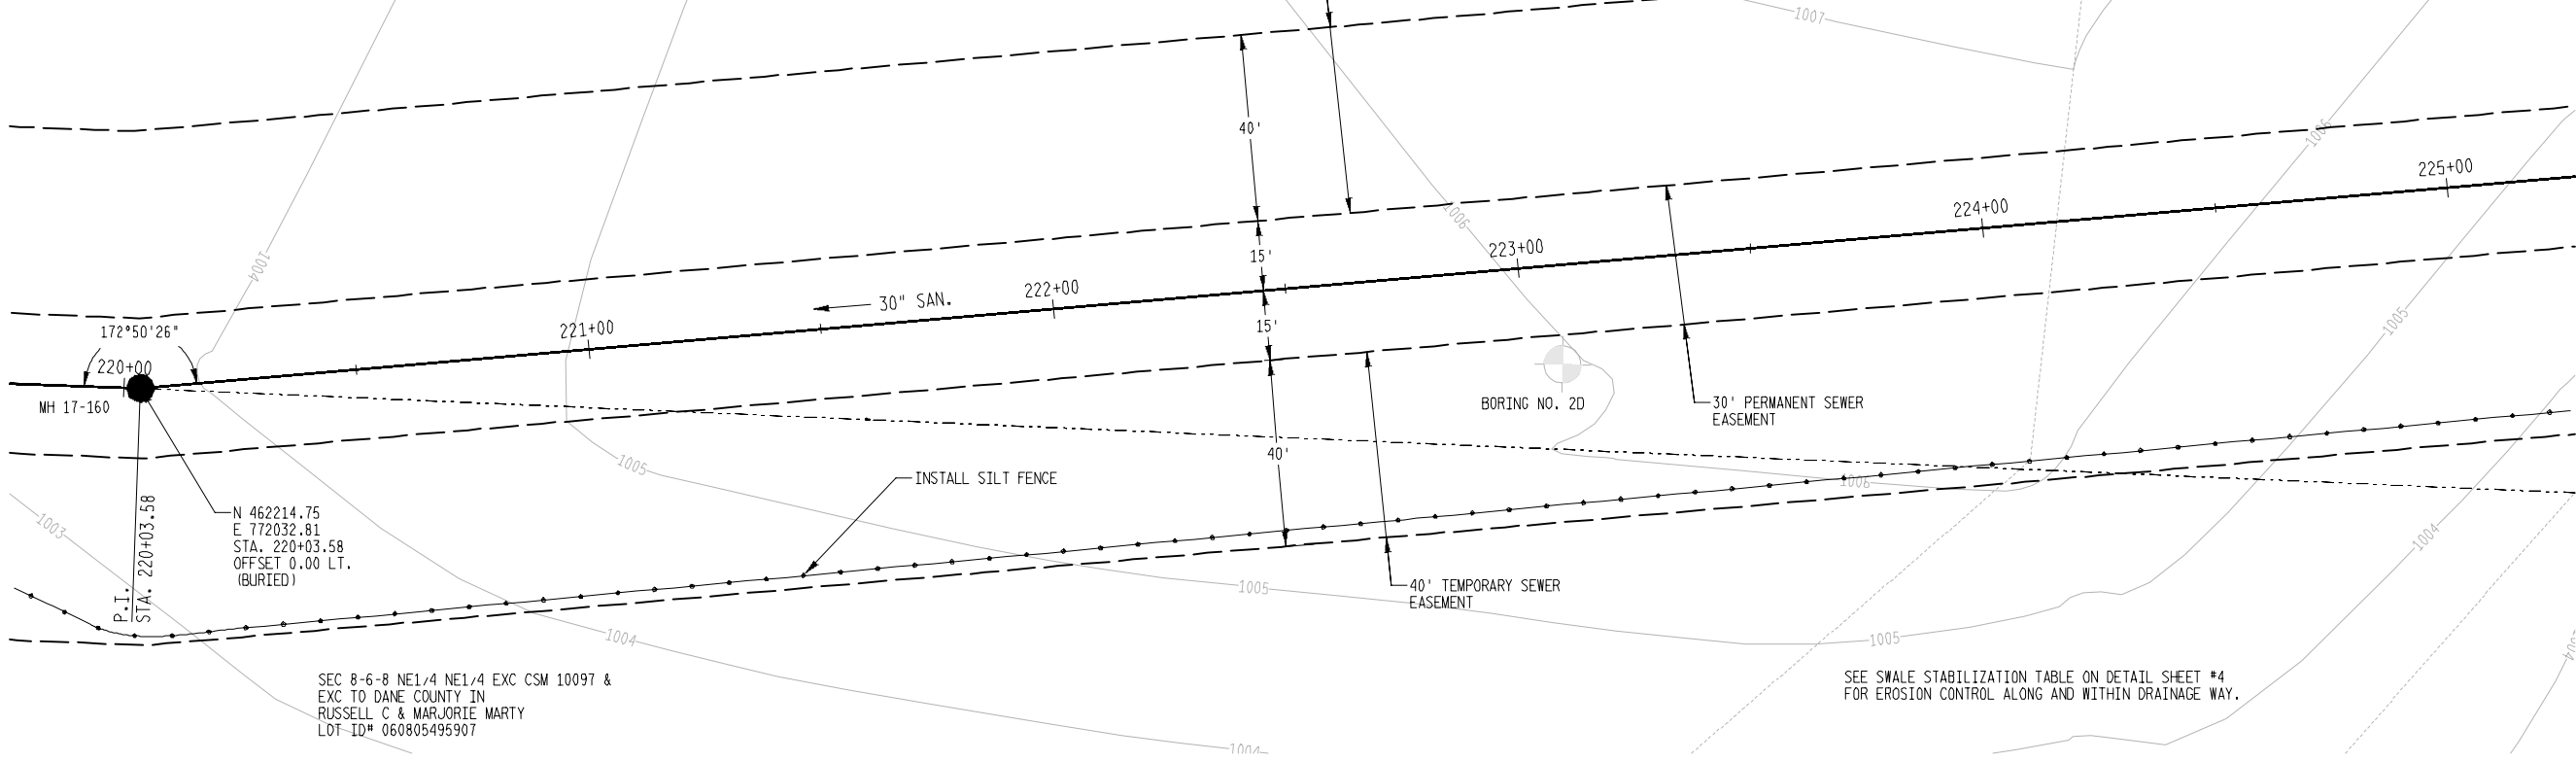 1007
40'
1006
225+00
224+00
1006
15'
223+00
1004
222+00
30" SAN.
221+00
15'
172°50'26"
220+00
MH 17-160
1005
BORING NO. 2D
30' PERMANENT SEWER
EASEMENT
40'
1005
INSTALL SILT FENCE
1006
1003
P.I.
STA. 220+03.58
N 462214.75
E 772032.81
STA. 220+03.58
OFFSET 0.00 LT.
(BURIED)
1004
1005
40' TEMPORARY SEWER
EASEMENT
1004
1005
SEC 8-6-8 NE1/4 NE1/4 EXC CSM 10097 &
EXC TO DANE COUNTY IN
RUSSELL C & MARJORIE MARTY
LOT ID# 060805495907
SEE SWALE STABILIZATION TABLE ON DETAIL SHEET #4
FOR EROSION CONTROL ALONG AND WITHIN DRAINAGE WAY.
1004